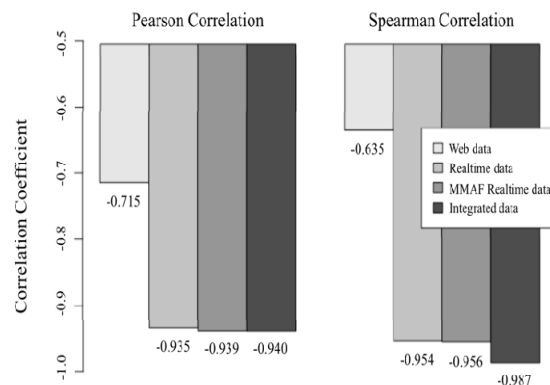 Pearson Correlation
Spearman Correlation
Correlation Coefficient
-0.5
-0.6
-0.7
-0.8
-0.9
-1.0
-0.715
-0.935
-0.939
-0.940
-0.635
-0.954
-0.956
-0.987
Web data
Realtime data
MMAF Realtime data
Integrated data